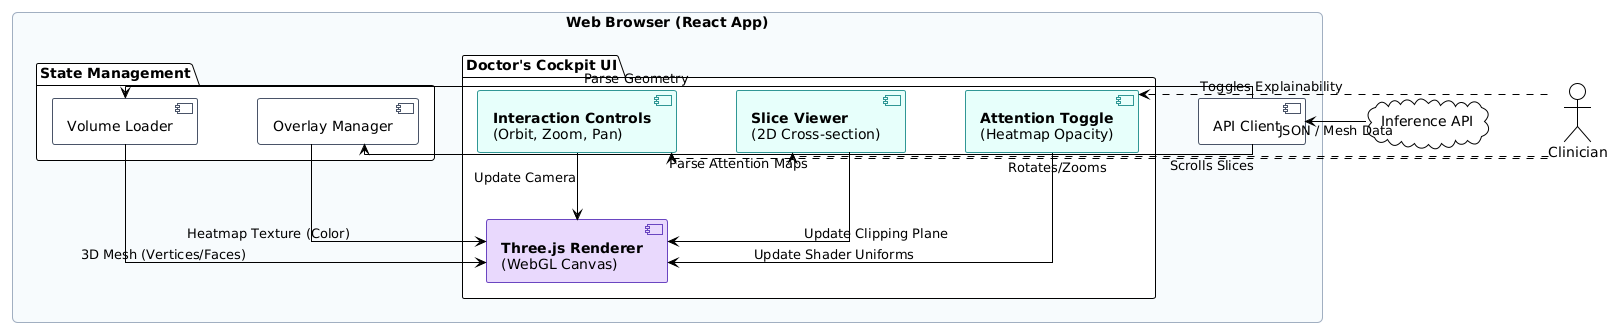 Web Browser (React App)
State Management
Doctor's Cockpit UI
Parse Geometry
Toggles Explainability
Volume Loader
Overlay Manager
Interaction Controls
(Orbit, Zoom, Pan)
Slice Viewer
(2D Cross-section)
Attention Toggle
(Heatmap Opacity)
API Client
JSON / Mesh Data
Inference API
Clinician
Parse Attention Maps
Rotates/Zooms
Scrolls Slices
Update Camera
Heatmap Texture (Color)
3D Mesh (Vertices/Faces)
Three.js Renderer
(WebGL Canvas)
Update Clipping Plane
Update Shader Uniforms